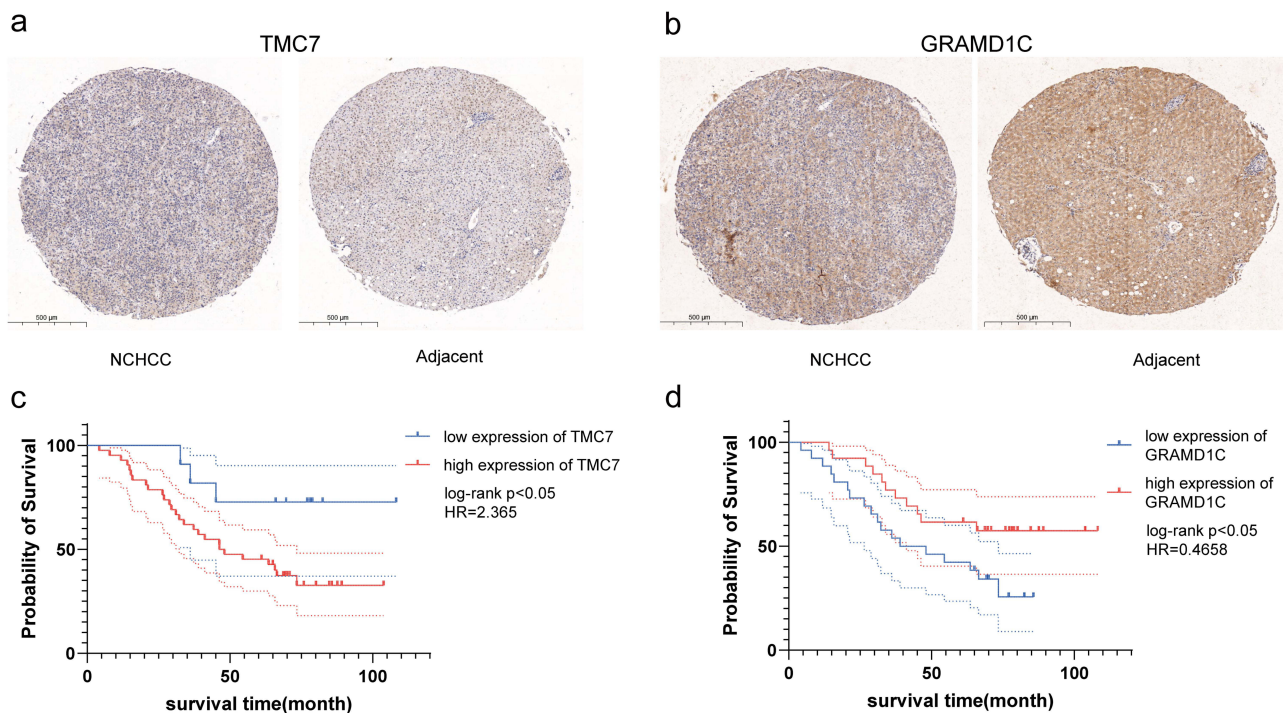 a
TMC7
500 μm
500 μm
NCHCC
Adjacent
b
GRAMD1C
500 μm
500 μm
NCHCC
Adjacent
c
Probability of Survival
100
50
0
0 50 100
survival time(month)
low expression of TMC7
high expression of TMC7
log-rank p<0.05
HR=2.365
d
Probability of Survival
100
50
0
0 50 100
survival time(month)
low expression of
GRAMD1C
high expression of
GRAMD1C
log-rank p<0.05
HR=0.4658